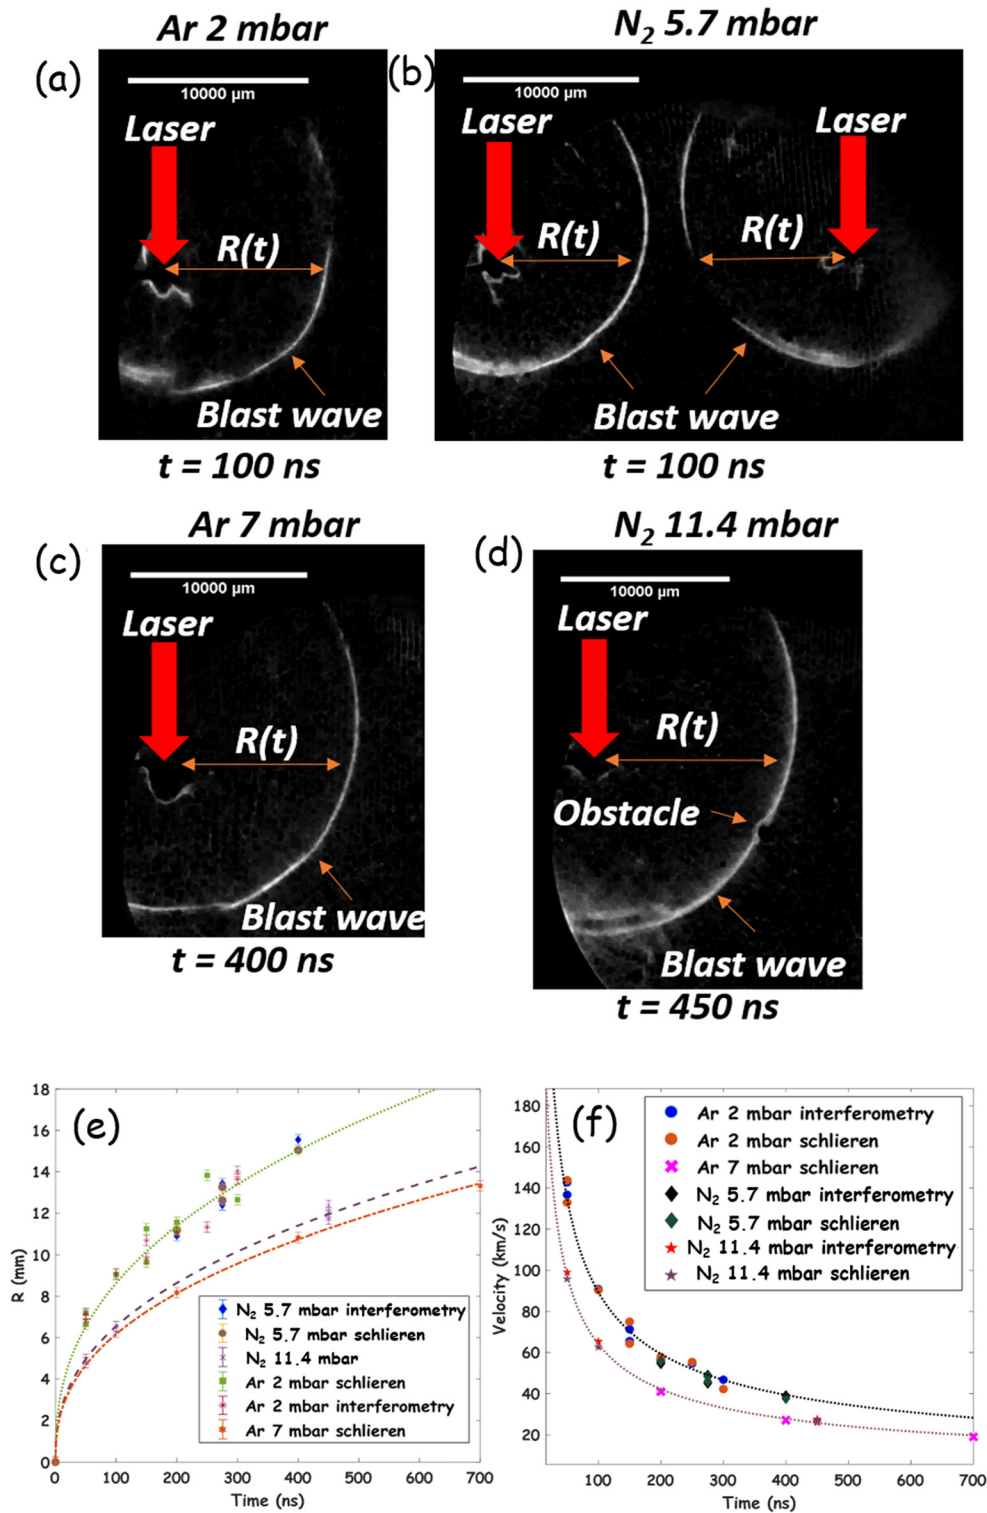 Ar 2 mbar
N2 5.7 mbar
(a)
(b)
10000 µm
10000 µm
Laser
Laser
Laser
R(t)
R(t)
R(t)
Blast wave
Blast wave
t = 100 ns
t = 100 ns
Ar 7 mbar
N2 11.4 mbar
(c)
(d)
10000 µm
10000 µm
Laser
Laser
R(t)
R(t)
Obstacle
Blast wave
Blast wave
t = 400 ns
t = 450 ns
(e)
18
16
14
12
10
8
6
4
2
0
R (mm)
N2 5.7 mbar interferometry
N2 5.7 mbar schlieren
N2 11.4 mbar
Ar 2 mbar schlieren
Ar 2 mbar interferometry
Ar 7 mbar schlieren
0 100 200 300 400 500 600 700
Time (ns)
(f)
180
160
140
120
100
80
60
40
20
Velocity (km/s)
Ar 2 mbar interferometry
Ar 2 mbar schlieren
Ar 7 mbar schlieren
N2 5.7 mbar interferometry
N2 5.7 mbar schlieren
N2 11.4 mbar interferometry
N2 11.4 mbar schlieren
100 200 300 400 500 600 700
Time (ns)